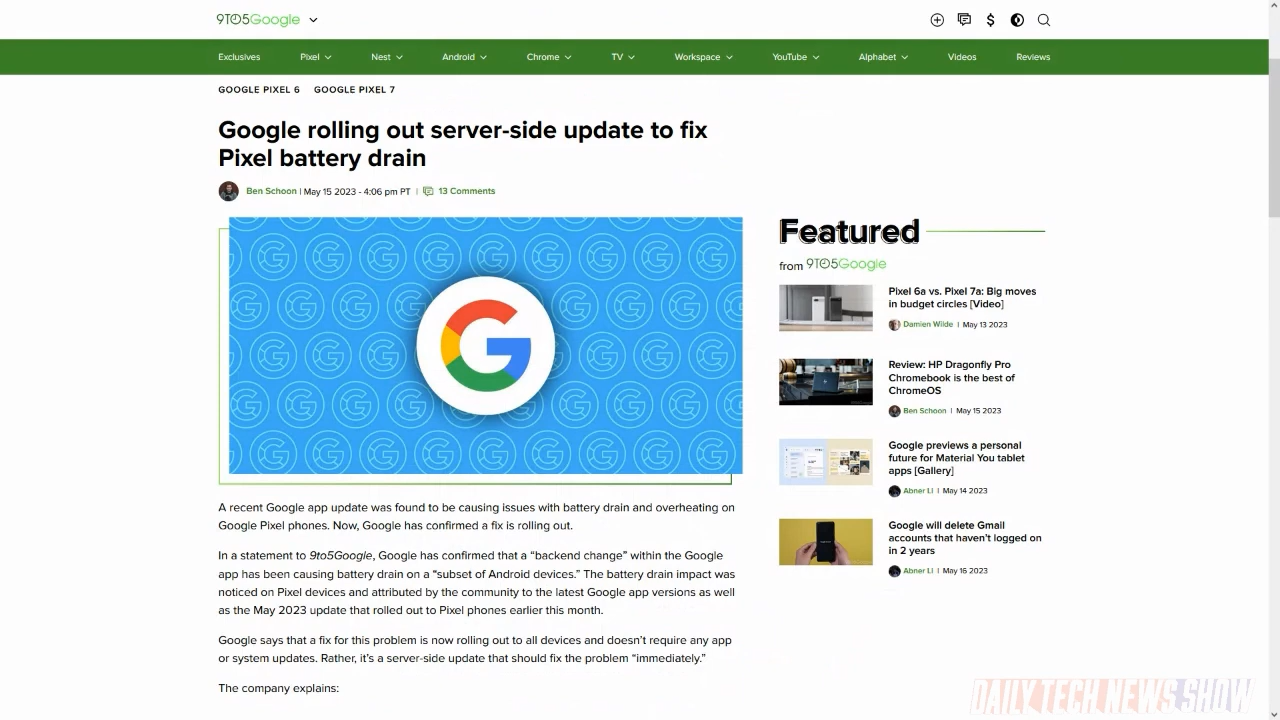 9TO5Google
Exclusives Pixel Nest Android Chrome TV Workspace YouTube Alphabet Videos Reviews
GOOGLE PIXEL 6 GOOGLE PIXEL 7
Google rolling out server-side update to fix
Pixel battery drain
Ben Schoon | May 15 2023 - 4:06 pm PT | 13 Comments
A recent Google app update was found to be causing issues with battery drain and overheating on
Google Pixel phones. Now, Google has confirmed a fix is rolling out.
In a statement to 9to5Google, Google has confirmed that a “backend change” within the Google
app has been causing battery drain on a “subset of Android devices.” The battery drain impact was
noticed on Pixel devices and attributed by the community to the latest Google app versions as well
as the May 2023 update that rolled out to Pixel phones earlier this month.
Google says that a fix for this problem is now rolling out to all devices and doesn’t require any app
or system updates. Rather, it’s a server-side update that should fix the problem “immediately.”
The company explains:
Featured
from 9TO5Google
Pixel 6a vs. Pixel 7a: Big moves
in budget circles [Video]
Damien Wilde | May 13 2023
Review: HP Dragonfly Pro
Chromebook is the best of
ChromeOS
Ben Schoon | May 15 2023
Google previews a personal
future for Material You tablet
apps [Gallery]
Abner Li | May 14 2023
Google will delete Gmail
accounts that haven’t logged on
in 2 years
Abner Li | May 16 2023
DAILY TECH NEWS SHOW